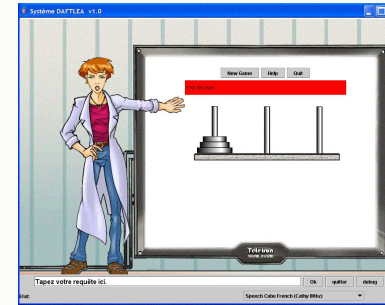 Système DAFTLEA v1.0
New Game Help Quit
Teletoon
Tapez votre requête ici. Ok quitter debug
Etat: Speech Cube French (Cathy 8Khz)